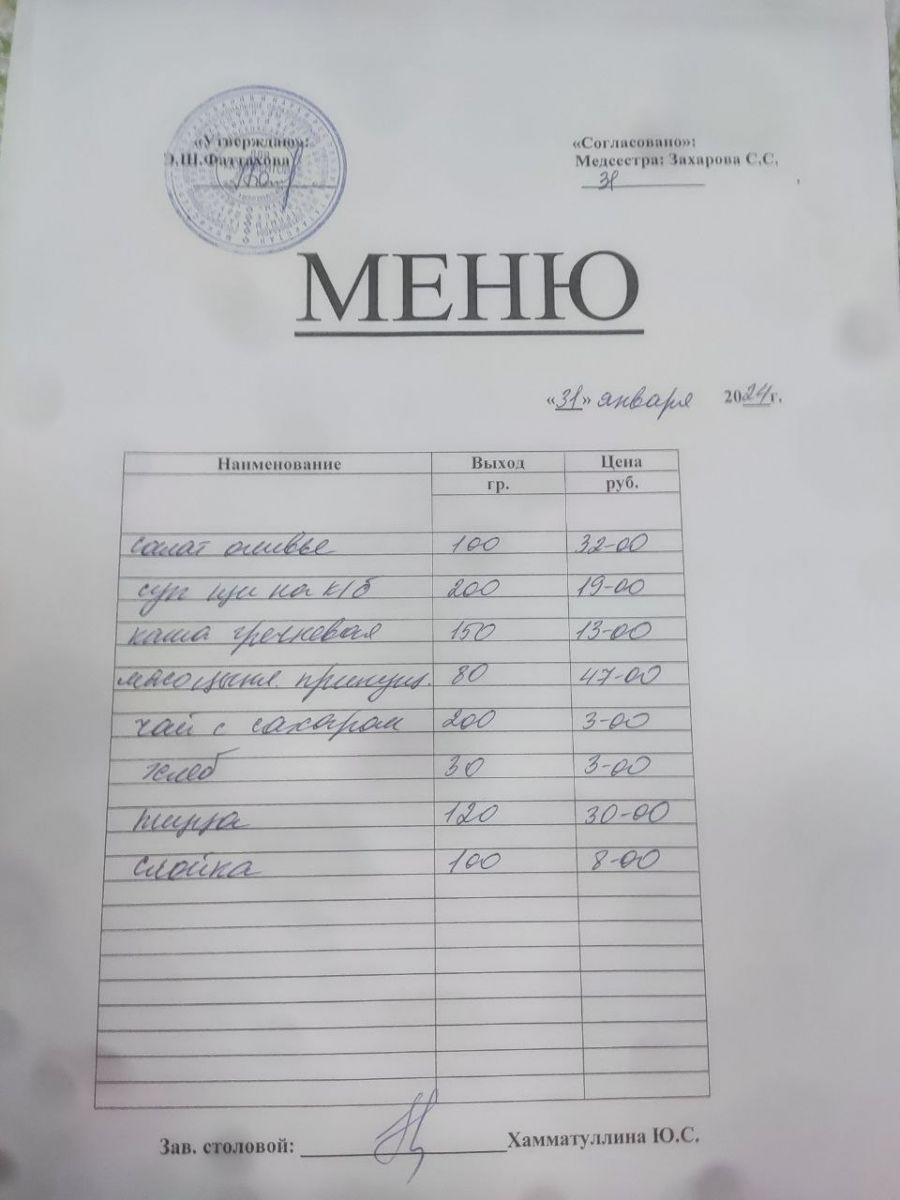 «Утверждаю»:
Э.Ш.Фаттахова
«Согласовано»:
Медсестра: Захарова С.С.
МЕНЮ
«31» января 2024г.
Наименование Выход гр. Цена руб.
салат оливье 100 32-00
суп щи на к/б 200 19-00
каша гречневая 150 13-00
мясо цыпл. припущ. 80 47-00
чай с сахаром 200 3-00
хлеб 30 3-00
пицца 120 30-00
слойка 100 8-00
Зав. столовой: Хамматуллина Ю.С.